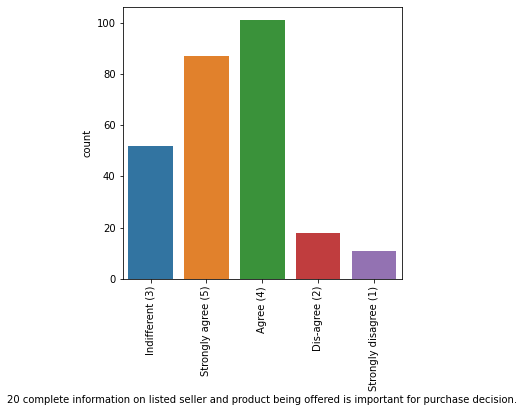 100
80
60
40
20
0
count
Indifferent (3)
Strongly agree (5)
Agree (4)
Dis-agree (2)
Strongly disagree (1)
20 complete information on listed seller and product being offered is important for purchase decision.